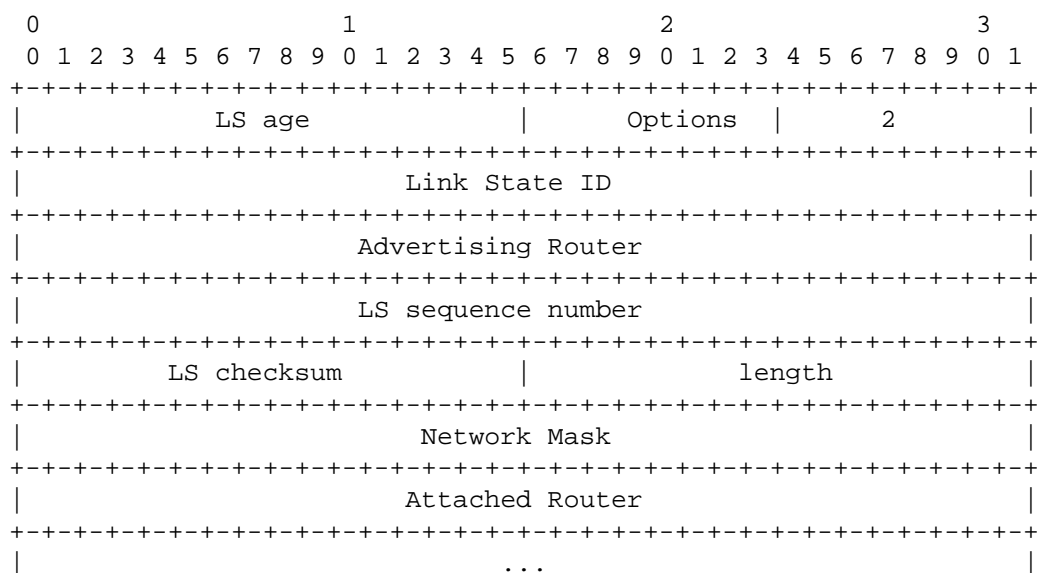 0                   1                   2                   3
 0 1 2 3 4 5 6 7 8 9 0 1 2 3 4 5 6 7 8 9 0 1 2 3 4 5 6 7 8 9 0 1
+-+-+-+-+-+-+-+-+-+-+-+-+-+-+-+-+-+-+-+-+-+-+-+-+-+-+-+-+-+-+-+-+
|            LS age             |      Options  |      2        |
+-+-+-+-+-+-+-+-+-+-+-+-+-+-+-+-+-+-+-+-+-+-+-+-+-+-+-+-+-+-+-+-+
|                        Link State ID                          |
+-+-+-+-+-+-+-+-+-+-+-+-+-+-+-+-+-+-+-+-+-+-+-+-+-+-+-+-+-+-+-+-+
|                     Advertising Router                        |
+-+-+-+-+-+-+-+-+-+-+-+-+-+-+-+-+-+-+-+-+-+-+-+-+-+-+-+-+-+-+-+-+
|                     LS sequence number                        |
+-+-+-+-+-+-+-+-+-+-+-+-+-+-+-+-+-+-+-+-+-+-+-+-+-+-+-+-+-+-+-+-+
|         LS checksum           |             length            |
+-+-+-+-+-+-+-+-+-+-+-+-+-+-+-+-+-+-+-+-+-+-+-+-+-+-+-+-+-+-+-+-+
|                         Network Mask                          |
+-+-+-+-+-+-+-+-+-+-+-+-+-+-+-+-+-+-+-+-+-+-+-+-+-+-+-+-+-+-+-+-+
|                        Attached Router                        |
+-+-+-+-+-+-+-+-+-+-+-+-+-+-+-+-+-+-+-+-+-+-+-+-+-+-+-+-+-+-+-+-+
|                              ...                              |